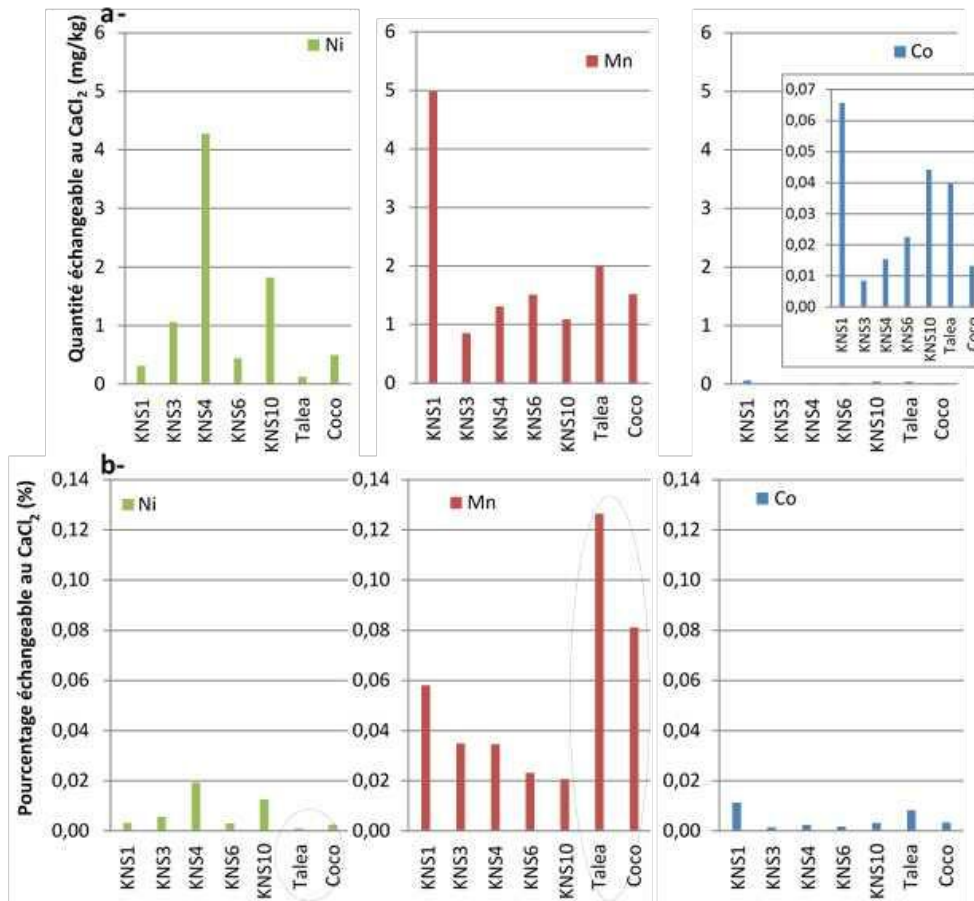 a-
Quantité échangeable au CaCl₂ (mg/kg)
Ni
6
5
4
3
2
1
0
KNS1
KNS3
KNS4
KNS6
KNS10
Talea
Coco
Mn
6
5
4
3
2
1
0
KNS1
KNS3
KNS4
KNS6
KNS10
Talea
Coco
Co
6
5
4
3
2
1
0
KNS1
KNS3
KNS4
KNS6
KNS10
Talea
Coco
0,07
0,06
0,05
0,04
0,03
0,02
0,01
0,00
KNS1
KNS3
KNS4
KNS6
KNS10
Talea
Coco
b-
Pourcentage échangeable au CaCl₂ (%)
Ni
0,14
0,12
0,10
0,08
0,06
0,04
0,02
0,00
KNS1
KNS3
KNS4
KNS6
KNS10
Talea
Coco
Mn
0,14
0,12
0,10
0,08
0,06
0,04
0,02
0,00
KNS1
KNS3
KNS4
KNS6
KNS10
Talea
Coco
Co
0,14
0,12
0,10
0,08
0,06
0,04
0,02
0,00
KNS1
KNS3
KNS4
KNS6
KNS10
Talea
Coco